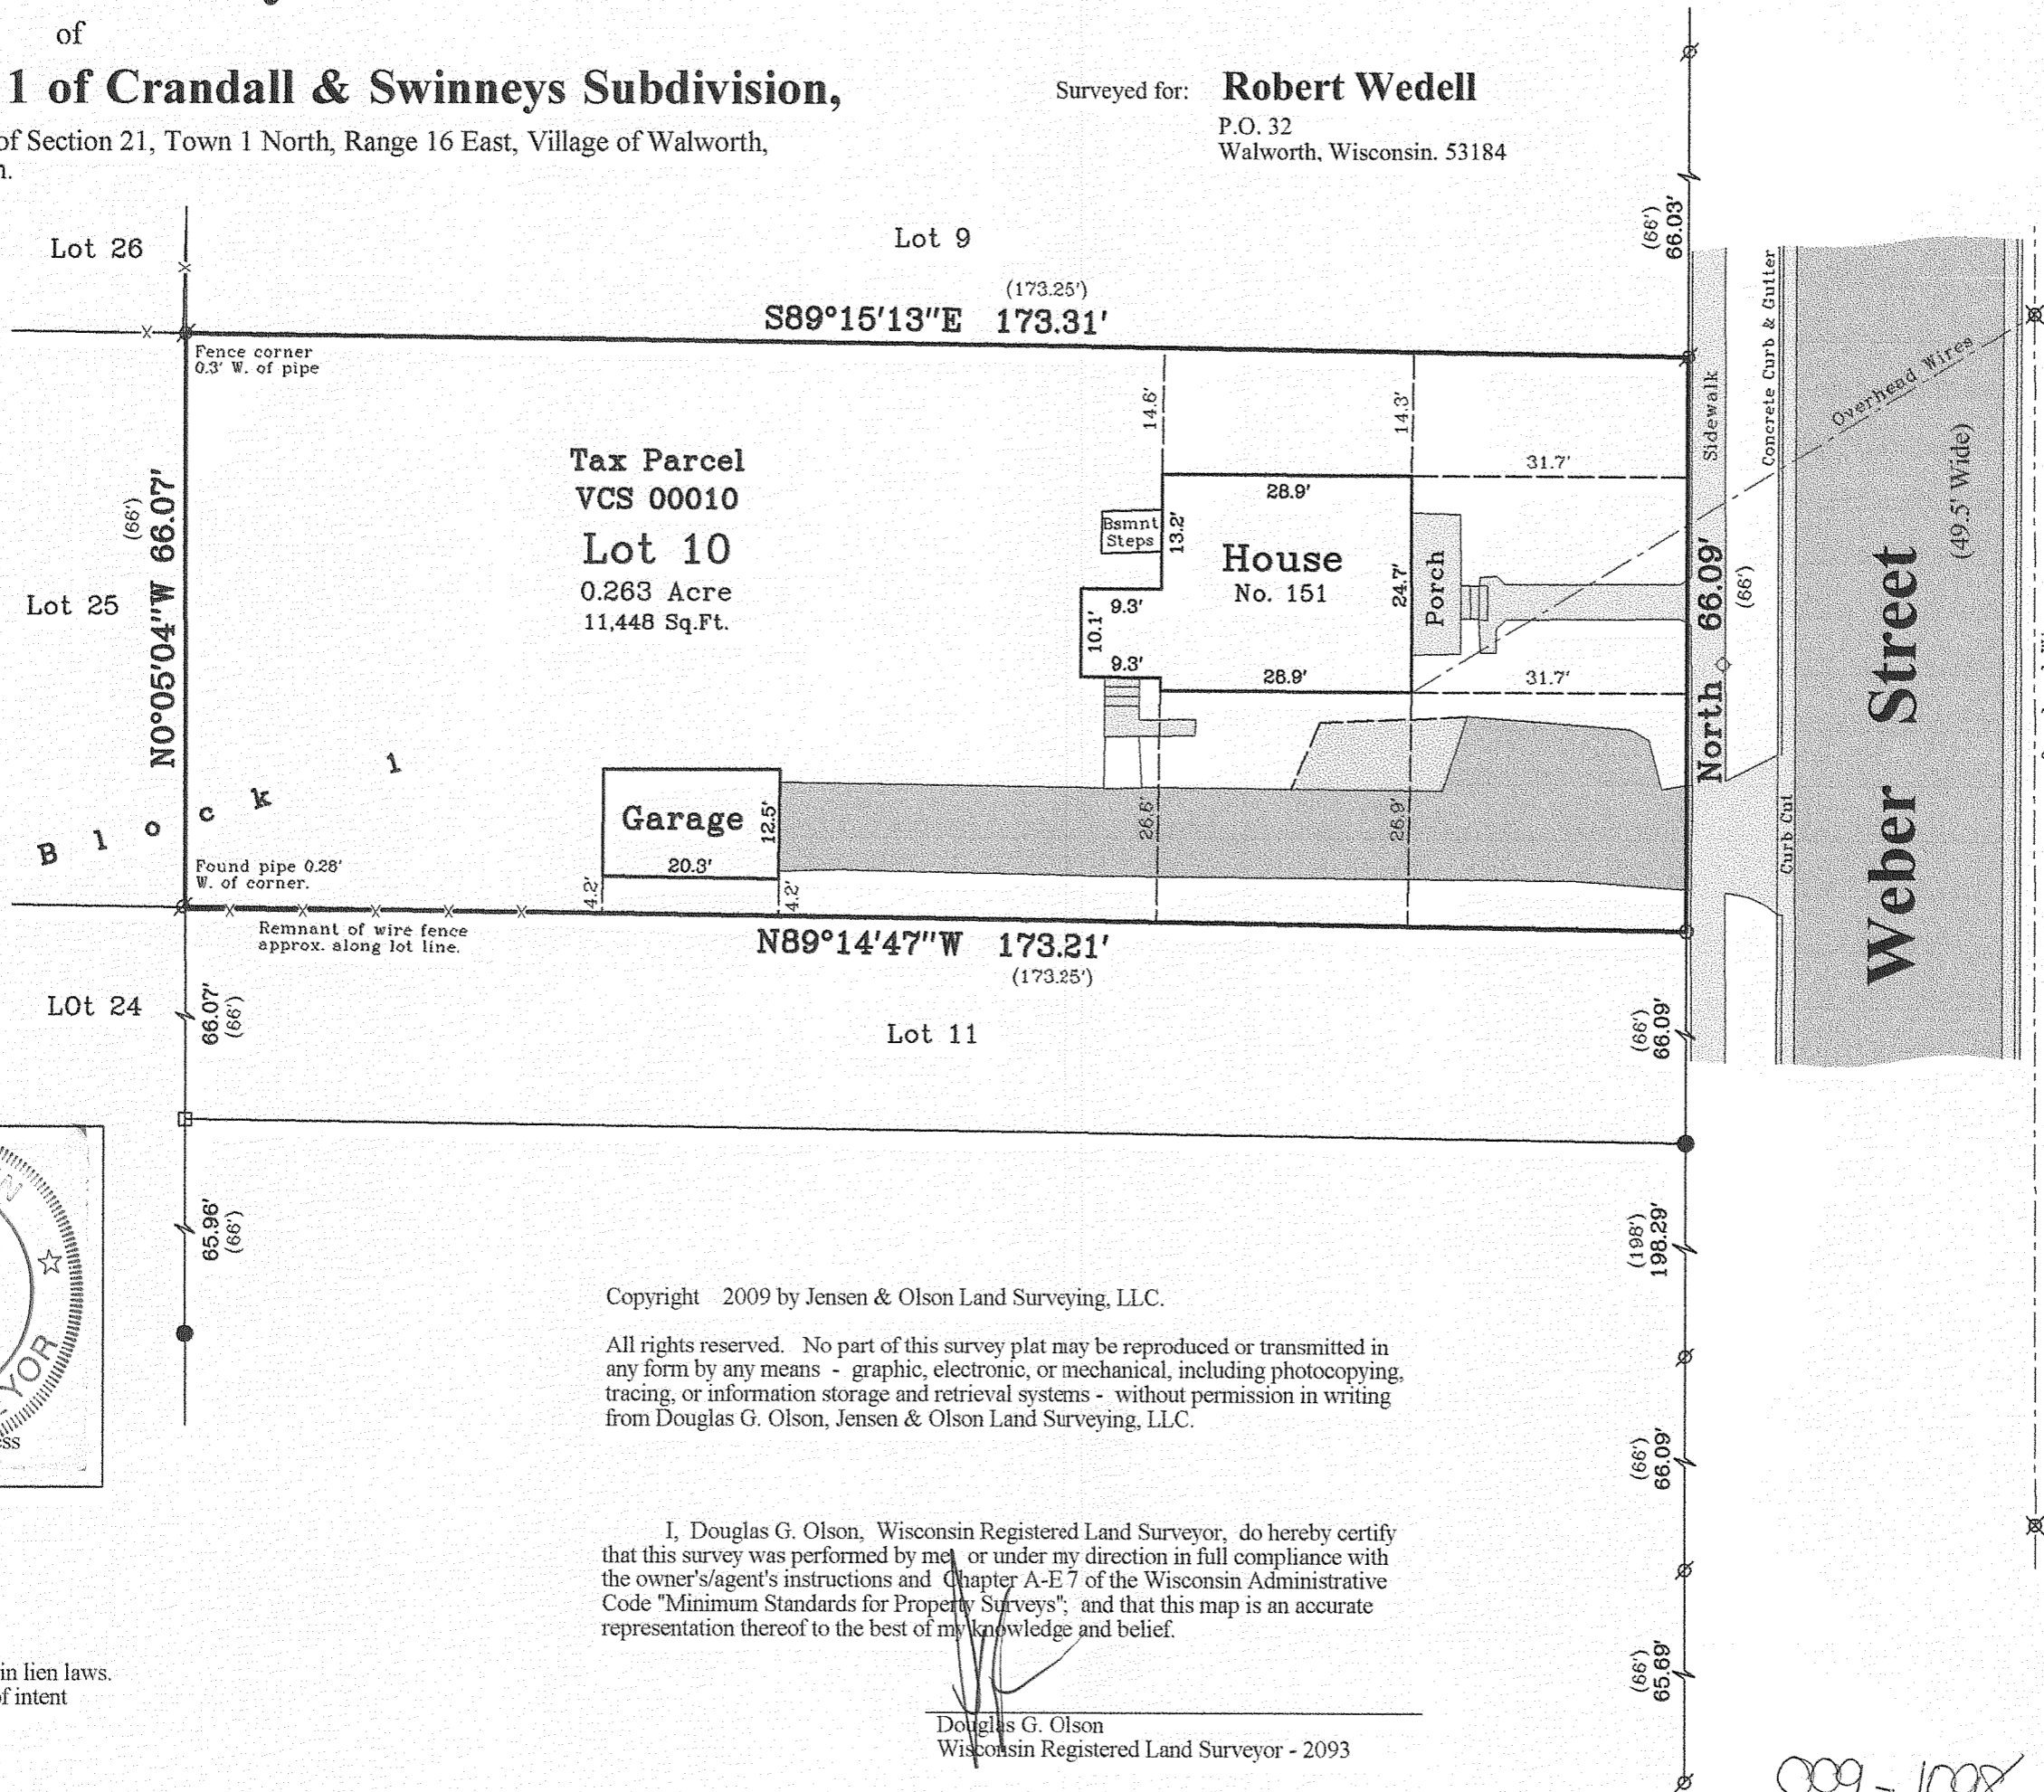 of
1 of Crandall & Swinneys Subdivision,
of Section 21, Town 1 North, Range 16 East, Village of Walworth,
Surveyed for: Robert Wedell
P.O. 32
Walworth, Wisconsin. 53184
Lot 26
Lot 9
(66')
66.03'
(173.25')
S89°15'13"E 173.31'
Fence corner
0.3' W. of pipe
Tax Parcel
VCS 00010
Lot 10
0.263 Acre
11,448 Sq.Ft.
Lot 25
(66')
N0°05'04"W 66.07'
14.6'
14.3'
31.7'
28.9'
Bsmnt
Steps
13.2'
House
No. 151
24.7'
Porch
9.3'
10.1'
9.3'
28.9'
31.7'
Sidewalk
Concrete Curb & Gutter
Overhead Wires
North 66.09'
(66')
Weber Street
(49.5' Wide)
Curb Cut
Block 1
Garage
12.5'
20.3'
4.2'
4.2'
26.6'
26.9'
Found pipe 0.28'
W. of corner.
Remnant of wire fence
approx. along lot line.
N89°14'47"W 173.21'
(173.25')
LOt 24
66.07'
(66')
Lot 11
(66')
66.09'
65.96'
(66')
(198')
198.29'
YOR
Copyright 2009 by Jensen & Olson Land Surveying, LLC.
All rights reserved. No part of this survey plat may be reproduced or transmitted in
any form by any means - graphic, electronic, or mechanical, including photocopying,
tracing, or information storage and retrieval systems - without permission in writing
from Douglas G. Olson, Jensen & Olson Land Surveying, LLC.
(66')
66.09'
I, Douglas G. Olson, Wisconsin Registered Land Surveyor, do hereby certify
that this survey was performed by me or under my direction in full compliance with
the owner's/agent's instructions and Chapter A-E 7 of the Wisconsin Administrative
Code "Minimum Standards for Property Surveys"; and that this map is an accurate
representation thereof to the best of my knowledge and belief.
(66')
65.69'
in lien laws.
of intent
Douglas G. Olson
Wisconsin Registered Land Surveyor - 2093
009-1008